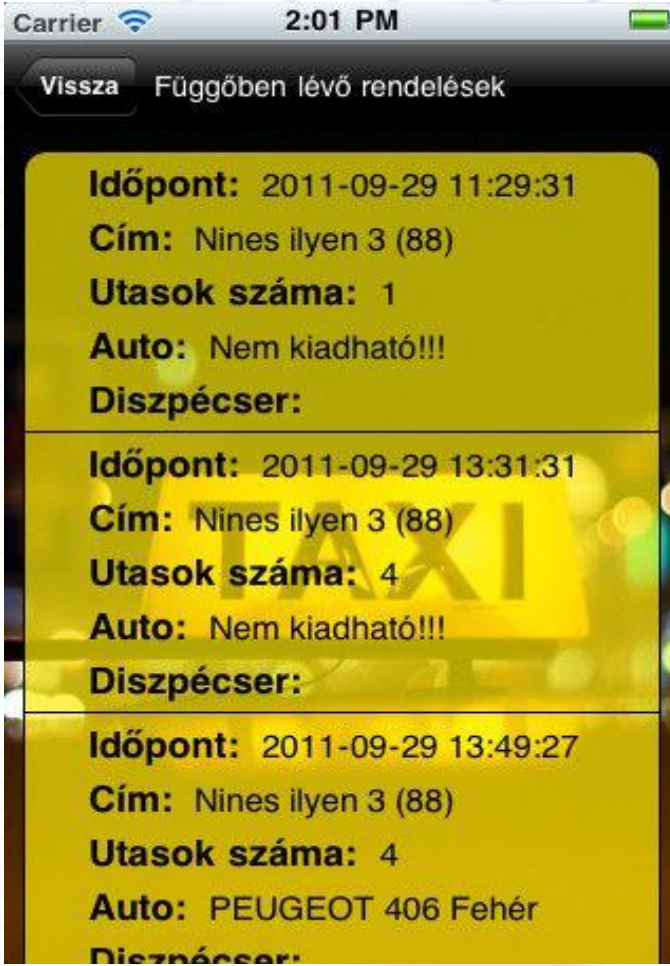 Carrier 2:01 PM
Vissza Függőben lévő rendelések
Időpont: 2011-09-29 11:29:31
Cím: Nines ilyen 3 (88)
Utasok száma: 1
Auto: Nem kiadható!!!
Diszpécser:
Időpont: 2011-09-29 13:31:31
Cím: Nines ilyen 3 (88)
Utasok száma: 4
Auto: Nem kiadható!!!
Diszpécser:
TAXI
Időpont: 2011-09-29 13:49:27
Cím: Nines ilyen 3 (88)
Utasok száma: 4
Auto: PEUGEOT 406 Fehér
Diszpécser: